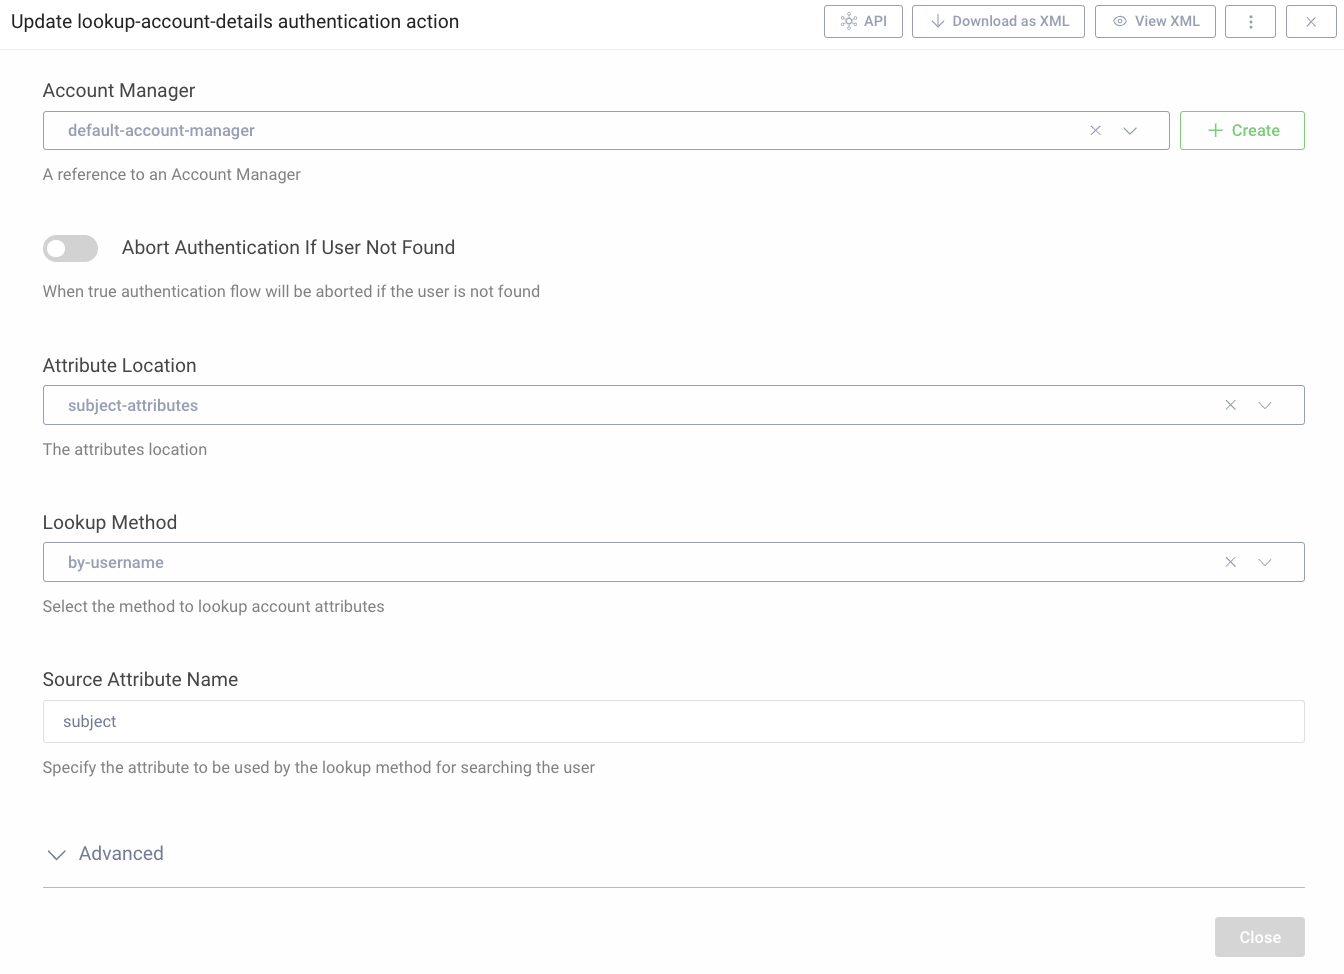 Update lookup-account-details authentication action
API
Download as XML
View XML
Account Manager
default-account-manager
Create
A reference to an Account Manager
Abort Authentication If User Not Found
When true authentication flow will be aborted if the user is not found
Attribute Location
subject-attributes
The attributes location
Lookup Method
by-username
Select the method to lookup account attributes
Source Attribute Name
subject
Specify the attribute to be used by the lookup method for searching the user
Advanced
Close